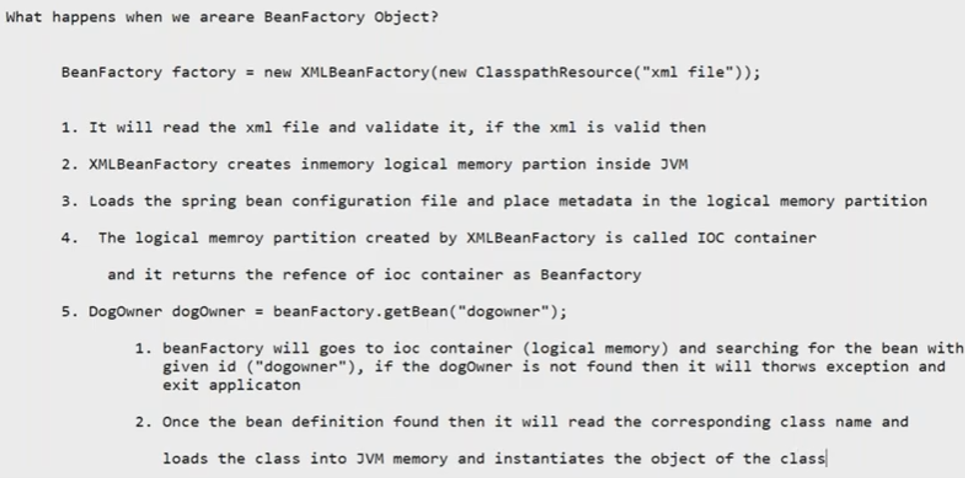 What happens when we areare BeanFactory Object?
BeanFactory factory = new XMLBeanFactory(new ClasspathResource("xml file"));
1. It will read the xml file and validate it, if the xml is valid then
2. XMLBeanFactory creates inmemory logical memory partion inside JVM
3. Loads the spring bean configuration file and place metadata in the logical memory partition
4. The logical memroy partition created by XMLBeanFactory is called IOC container
and it returns the refence of ioc container as Beanfactory
5. DogOwner dogOwner = beanFactory.getBean("dogowner");
1. beanFactory will goes to ioc container (logical memory) and searching for the bean with
given id ("dogowner"), if the dogOwner is not found then it will thorws exception and
exit applicaton
2. Once the bean definition found then it will read the corresponding class name and
loads the class into JVM memory and instantiates the object of the class